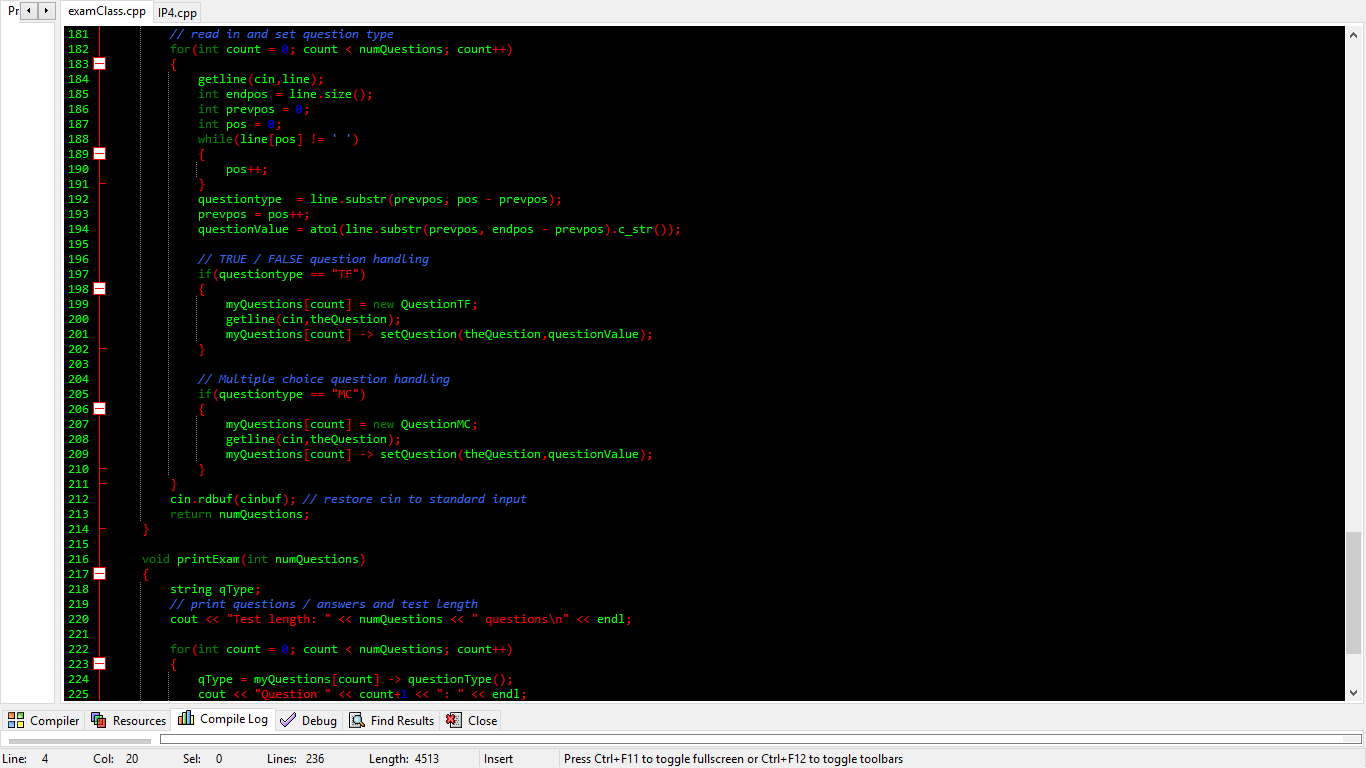 Pr examClass.cpp IP4.cpp
181 // read in and set question type
182 for(int count = 0; count < numQuestions; count++)
183 {
184 getline(cin,line);
185 int endpos = line.size();
186 int prevpos = 0;
187 int pos = 0;
188 while(line[pos] != ' ')
189 {
190 pos++;
191 }
192 questiontype  = line.substr(prevpos, pos - prevpos);
193 prevpos = pos++;
194 questionValue = atoi(line.substr(prevpos, endpos - prevpos).c_str());
195
196 // TRUE / FALSE question handling
197 if(questiontype == "TF")
198 {
199 myQuestions[count] = new QuestionTF;
200 getline(cin,theQuestion);
201 myQuestions[count] -> setQuestion(theQuestion,questionValue);
202 }
203
204 // Multiple choice question handling
205 if(questiontype == "MC")
206 {
207 myQuestions[count] = new QuestionMC;
208 getline(cin,theQuestion);
209 myQuestions[count] -> setQuestion(theQuestion,questionValue);
210 }
211 }
212 cin.rdbuf(cinbuf); // restore cin to standard input
213 return numQuestions;
214 }
215
216 void printExam(int numQuestions)
217 {
218 string qType;
219 // print questions / answers and test length
220 cout << "Test length: " << numQuestions << " questions\n" << endl;
221
222 for(int count = 0; count < numQuestions; count++)
223 {
224 qType = myQuestions[count] -> questionType();
225 cout << "Question " << count+1 << ": " << endl;
Compiler Resources Compile Log Debug Find Results Close
Line: 4 Col: 20 Sel: 0 Lines: 236 Length: 4513 Insert Press Ctrl+F11 to toggle fullscreen or Ctrl+F12 to toggle toolbars